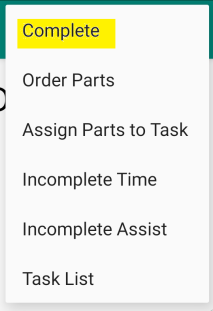 Complete
Order Parts
Assign Parts to Task
Incomplete Time
Incomplete Assist
Task List